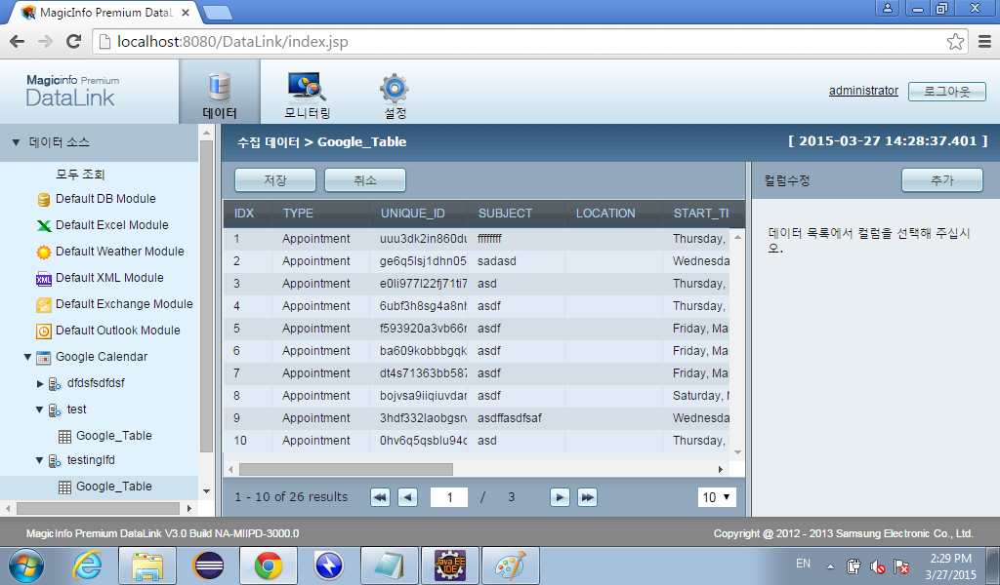 MagicInfo Premium DataL
localhost:8080/DataLink/index.jsp
MagicInfo Premium
DataLink
데이터
모니터링
설정
administrator
로그아웃
데이터 소스
모두 조회
Default DB Module
Default Excel Module
Default Weather Module
XML Default XML Module
Default Exchange Module
Default Outlook Module
Google Calendar
dfdsfsdfdsf
test
Google_Table
testinglfd
Google_Table
수집 데이터 > Google_Table
[ 2015-03-27 14:28:37.401 ]
저장 취소
IDX TYPE UNIQUE_ID SUBJECT LOCATION START_TI
1 Appointment uuu3dk2in860du ffffffff Thursday,
2 Appointment ge6q5lsj1dhn05 sadasd Wednesda
3 Appointment e0li977l22fj71ti7 asd Thursday,
4 Appointment 6ubf3h8sg4a8nh asdf Thursday,
5 Appointment f593920a3vb66r asdf Friday, Ma
6 Appointment ba609kobbbgqk asdf Friday, Ma
7 Appointment dt4s71363bb587 asdf Friday, Ma
8 Appointment bojvsa9iiqiuvdar asdf Saturday,
9 Appointment 3hdf332laobgsrv asdffasdfsaf Wednesda
10 Appointment 0hv6q5qsblu94c asd Thursday,
1 - 10 of 26 results 1 / 3 10
컬럼수정
추가
데이터 목록에서 컬럼을 선택해 주십시
오.
MagicInfo Premium DataLink V3.0 Build NA-MIIPD-3000.0
Copyright @ 2012 - 2013 Samsung Electronic Co., Ltd.
Java EE
IDE
EN
2:29 PM
3/27/2015